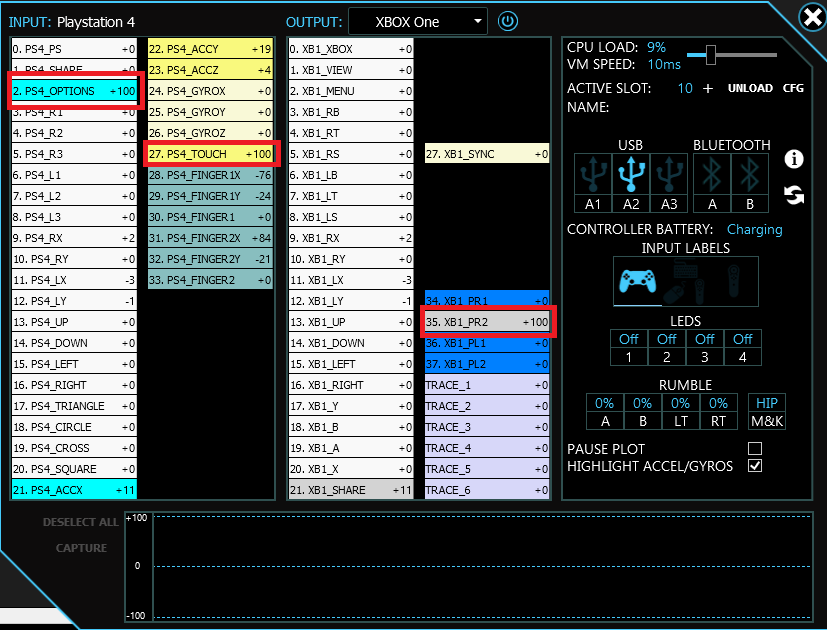 INPUT: Playstation 4
OUTPUT: XBOX One
0. PS4_PS +0
1. PS4_SHARE +0
2. PS4_OPTIONS +100
3. PS4_R1 +0
4. PS4_R2 +0
5. PS4_R3 +0
6. PS4_L1 +0
7. PS4_L2 +0
8. PS4_L3 +0
9. PS4_RX +2
10. PS4_RY +0
11. PS4_LX -3
12. PS4_LY -1
13. PS4_UP +0
14. PS4_DOWN +0
15. PS4_LEFT +0
16. PS4_RIGHT +0
17. PS4_TRIANGLE +0
18. PS4_CIRCLE +0
19. PS4_CROSS +0
20. PS4_SQUARE +0
21. PS4_ACCX +11
22. PS4_ACCY +19
23. PS4_ACCZ +4
24. PS4_GYROX +0
25. PS4_GYROY +0
26. PS4_GYROZ +0
27. PS4_TOUCH +100
28. PS4_FINGER1X -76
29. PS4_FINGER1Y -24
30. PS4_FINGER1 +0
31. PS4_FINGER2X +84
32. PS4_FINGER2Y -21
33. PS4_FINGER2 +0
0. XB1_XBOX +0
1. XB1_VIEW +0
2. XB1_MENU +0
3. XB1_RB +0
4. XB1_RT +0
5. XB1_RS +0
6. XB1_LB +0
7. XB1_LT +0
8. XB1_LS +0
9. XB1_RX +2
10. XB1_RY +0
11. XB1_LX -3
12. XB1_LY -1
13. XB1_UP +0
14. XB1_DOWN +0
15. XB1_LEFT +0
16. XB1_RIGHT +0
17. XB1_Y +0
18. XB1_B +0
19. XB1_A +0
20. XB1_X +0
21. XB1_SHARE +11
27. XB1_SYNC +0
34. XB1_PR1 +0
35. XB1_PR2 +100
36. XB1_PL1 +0
37. XB1_PL2 +0
TRACE_1 +0
TRACE_2 +0
TRACE_3 +0
TRACE_4 +0
TRACE_5 +0
TRACE_6 +0
CPU LOAD: 9%
VM SPEED: 10ms
ACTIVE SLOT: 10 + UNLOAD CFG
NAME:
USB BLUETOOTH
A1 A2 A3 A B
CONTROLLER BATTERY: Charging
INPUT LABELS
LEDS
Off Off Off Off
1 2 3 4
RUMBLE
0% 0% 0% 0% HIP
A B LT RT M&K
PAUSE PLOT
HIGHLIGHT ACCEL/GYROS
DESELECT ALL
CAPTURE
+100
0
-100